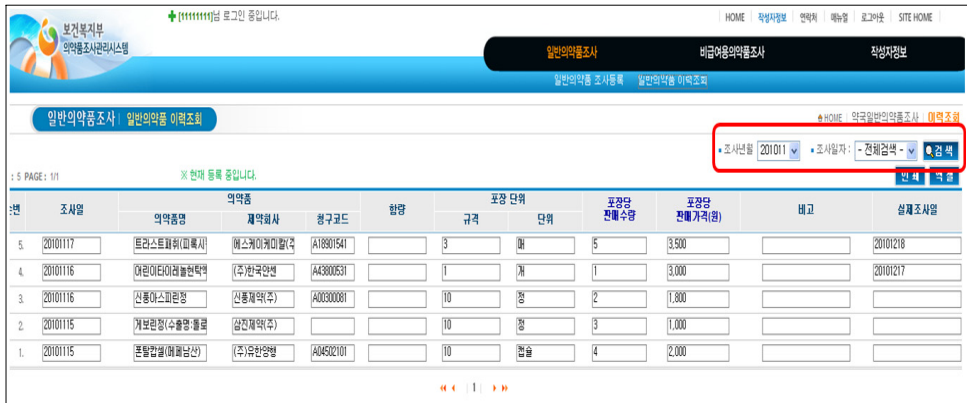 [11111111]님 로그인 중입니다.
HOME | 작성자정보 | 연락처 | 매뉴얼 | 로그아웃 | SITE HOME
보건복지부
의약품조사관리시스템
일반의약품조사 비급여용의약품조사 작성자정보
일반의약품 조사등록 일반의약품 이력조회
일반의약품조사 | 일반의약품 이력조회
HOME | 약국일반의약품조사 | 이력조회
조사년월 201011 조사일자 : - 전체검색 - 검색
: 5 PAGE : 1/1 ※ 현재 등록 중입니다. 인쇄 엑셀
순번 조사일 의약품 함량 포장 단위 포장당 판매수량 포장당 판매가격(원) 비고 실제조사일
의약품명 제약회사 청구코드 규격 단위
5. 20101117 트라스트패취(피록시 에스케이케미칼(주 A18901541 3 매 5 3,500 20101218
4. 20101116 어린이타이레놀현탁액 (주)한국얀센 A43800531 1 개 1 3,000 20101217
3. 20101116 신풍아스피린정 신풍제약(주) A00300081 10 정 2 1,800
2. 20101115 게보린정(수출명:돌로 삼진제약(주) 10 정 3 1,000
1. 20101115 폰탈캅셀(메페남산) (주)유한양행 A04502101 10 캡슐 4 2,000
| 1 |